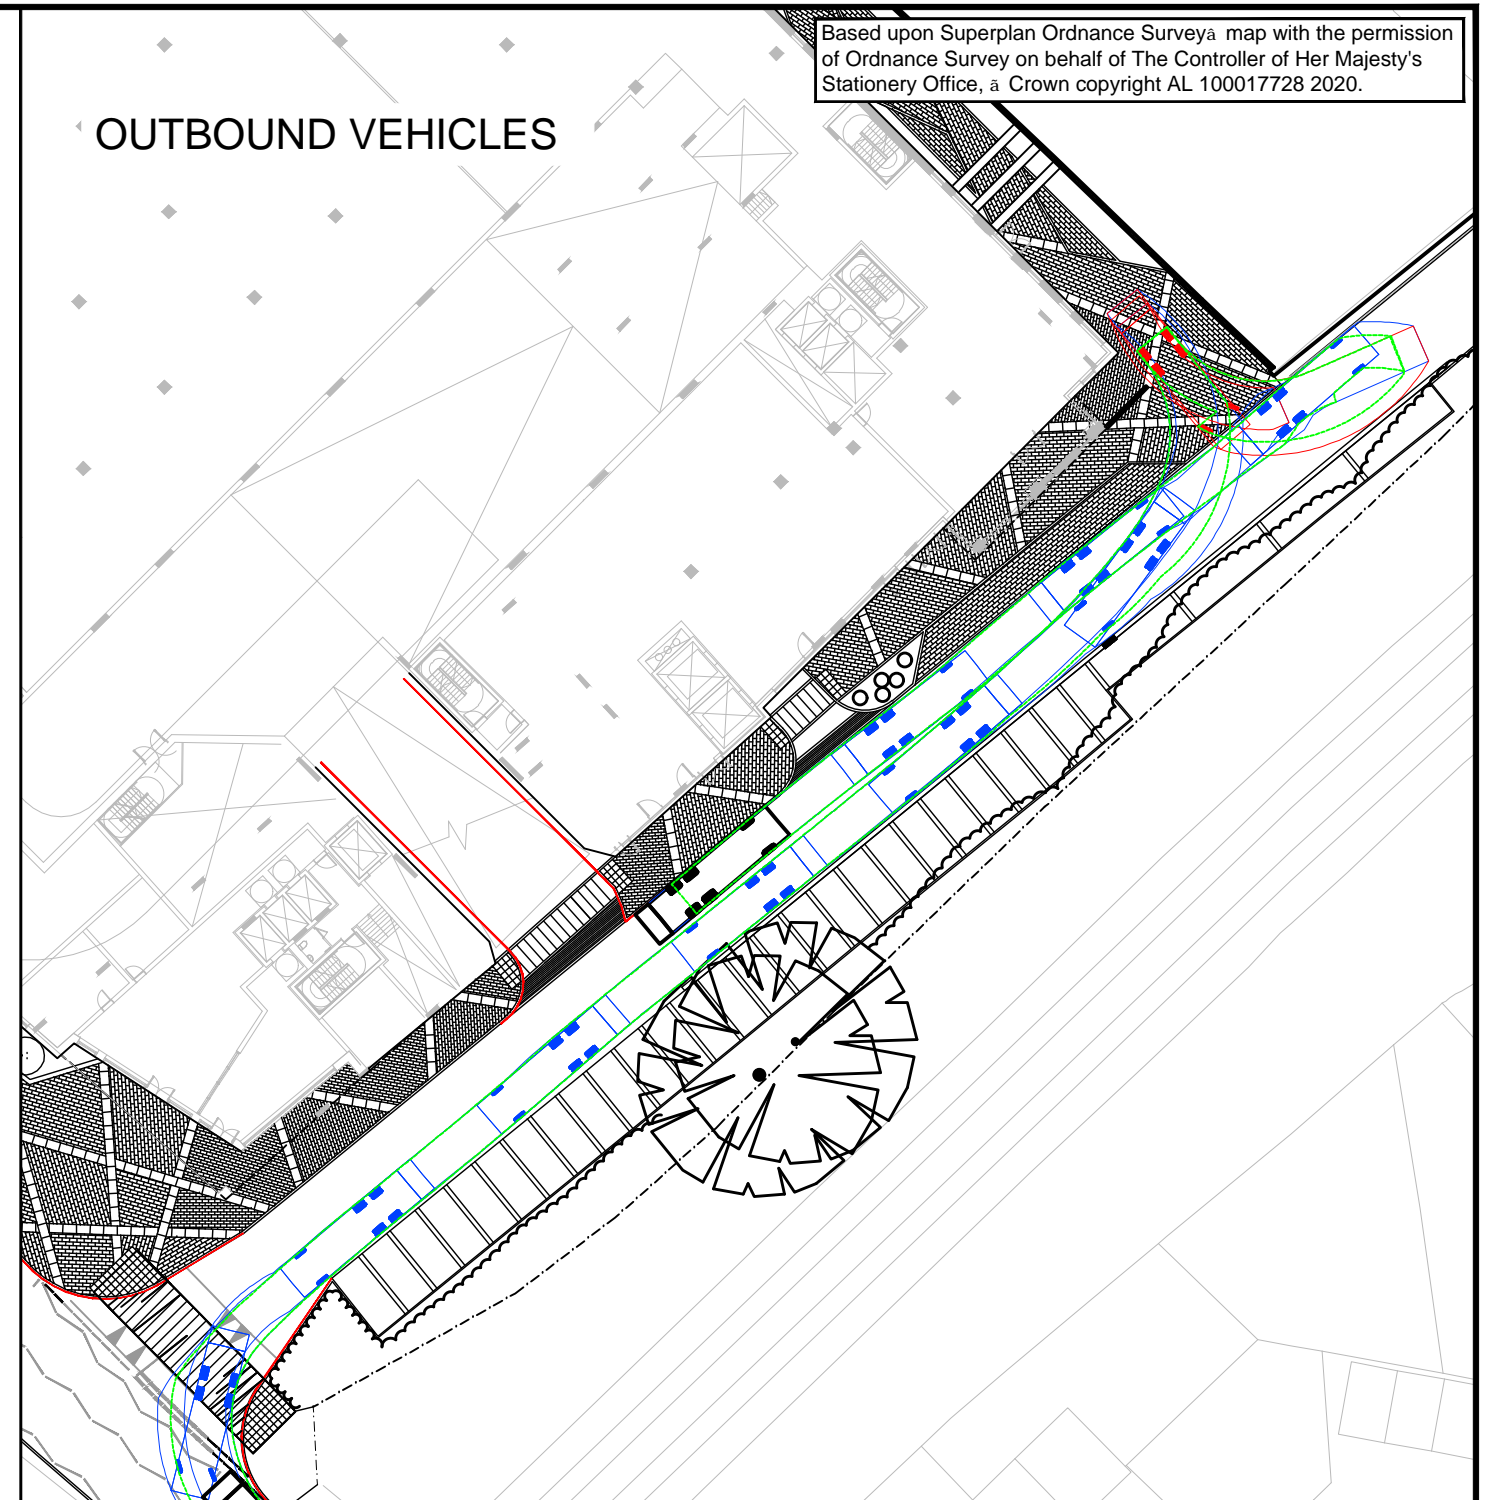 Based upon Superplan Ordnance Surveyâ map with the permission
of Ordnance Survey on behalf of The Controller of Her Majesty's
Stationery Office, ã Crown copyright AL 100017728 2020.
OUTBOUND VEHICLES